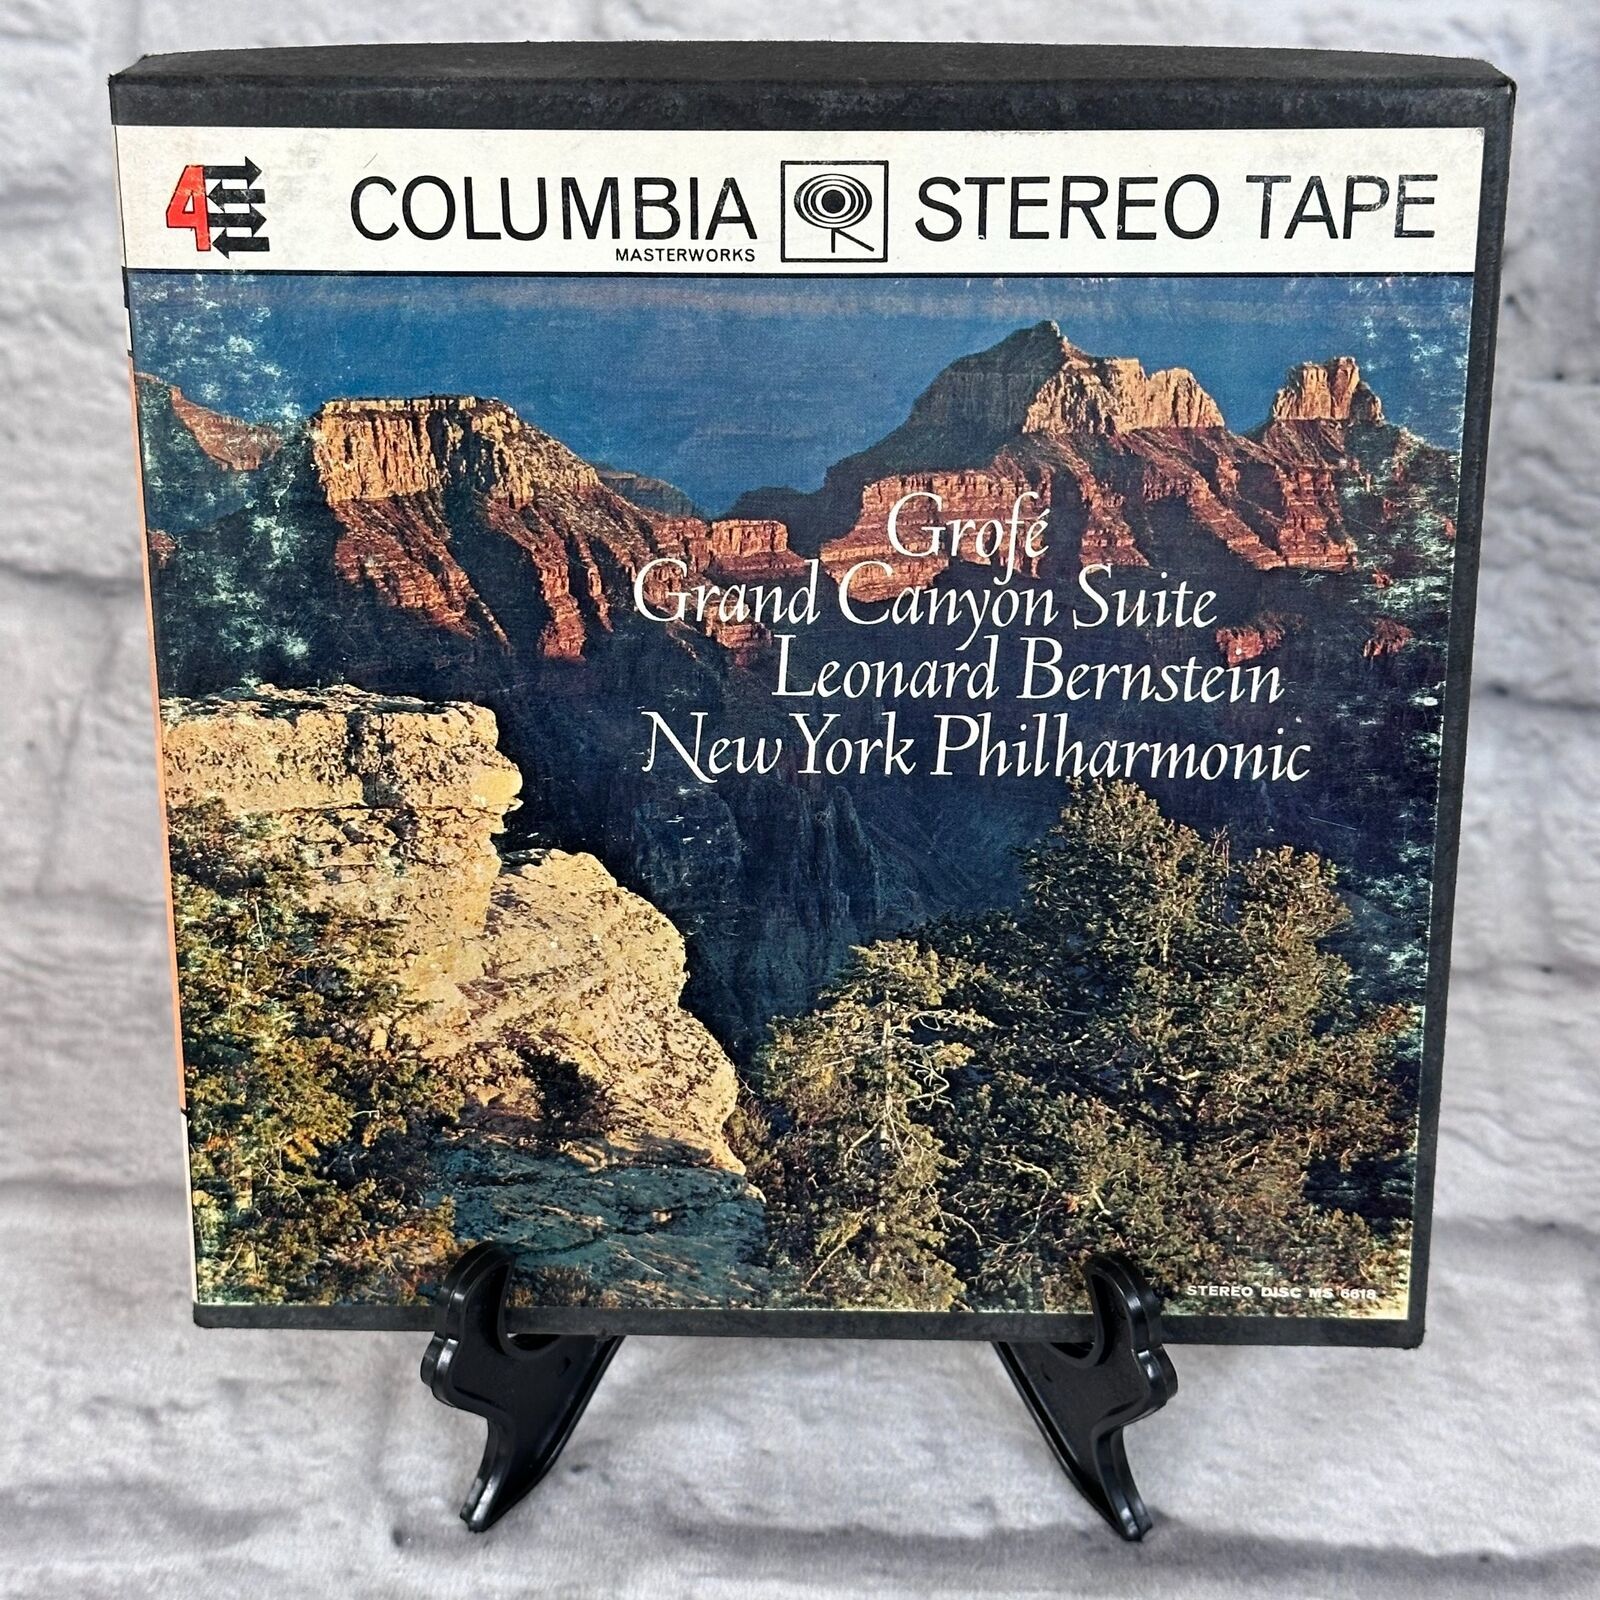 4 COLUMBIA STEREO TAPE
MASTERWORKS
Grofé
Grand Canyon Suite
Leonard Bernstein
New York Philharmonic
STEREO DISC MS 6618